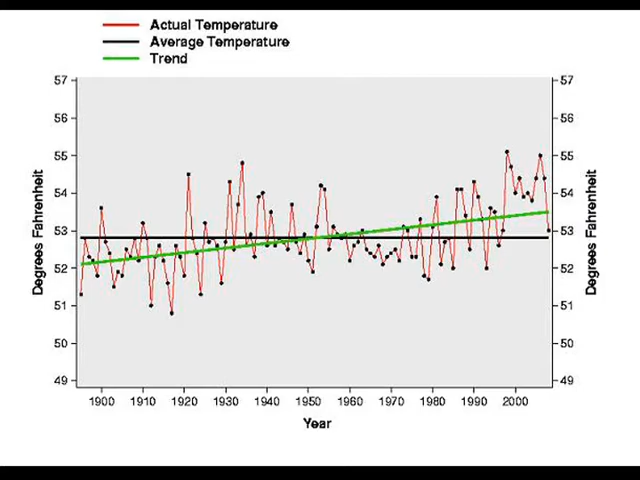 Actual Temperature
Average Temperature
Trend
57 57
56 56
55 55
54 54
53 53
52 52
51 51
50 50
49 49
Degrees Fahrenheit
Degrees Fahrenheit
1900 1910 1920 1930 1940 1950 1960 1970 1980 1990 2000
Year